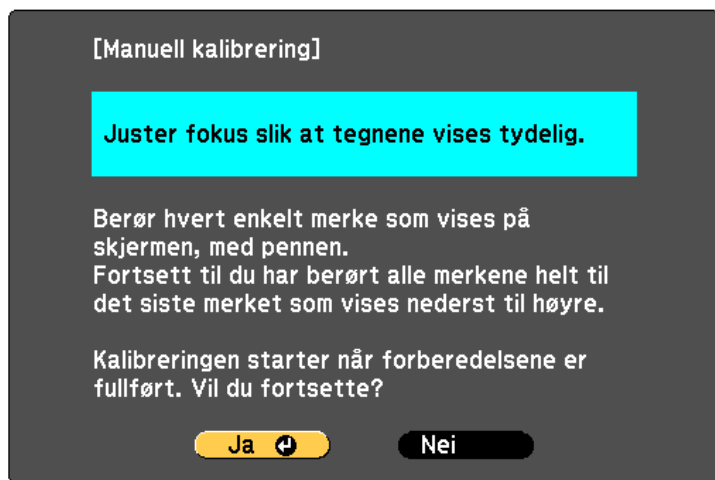 [Manuell kalibrering]
Juster fokus slik at tegnene vises tydelig.
Berør hvert enkelt merke som vises på
skjermen, med pennen.
Fortsett til du har berørt alle merkene helt til
det siste merket som vises nederst til høyre.
Kalibreringen starter når forberedelsene er
fullført. Vil du fortsette?
Ja Nei